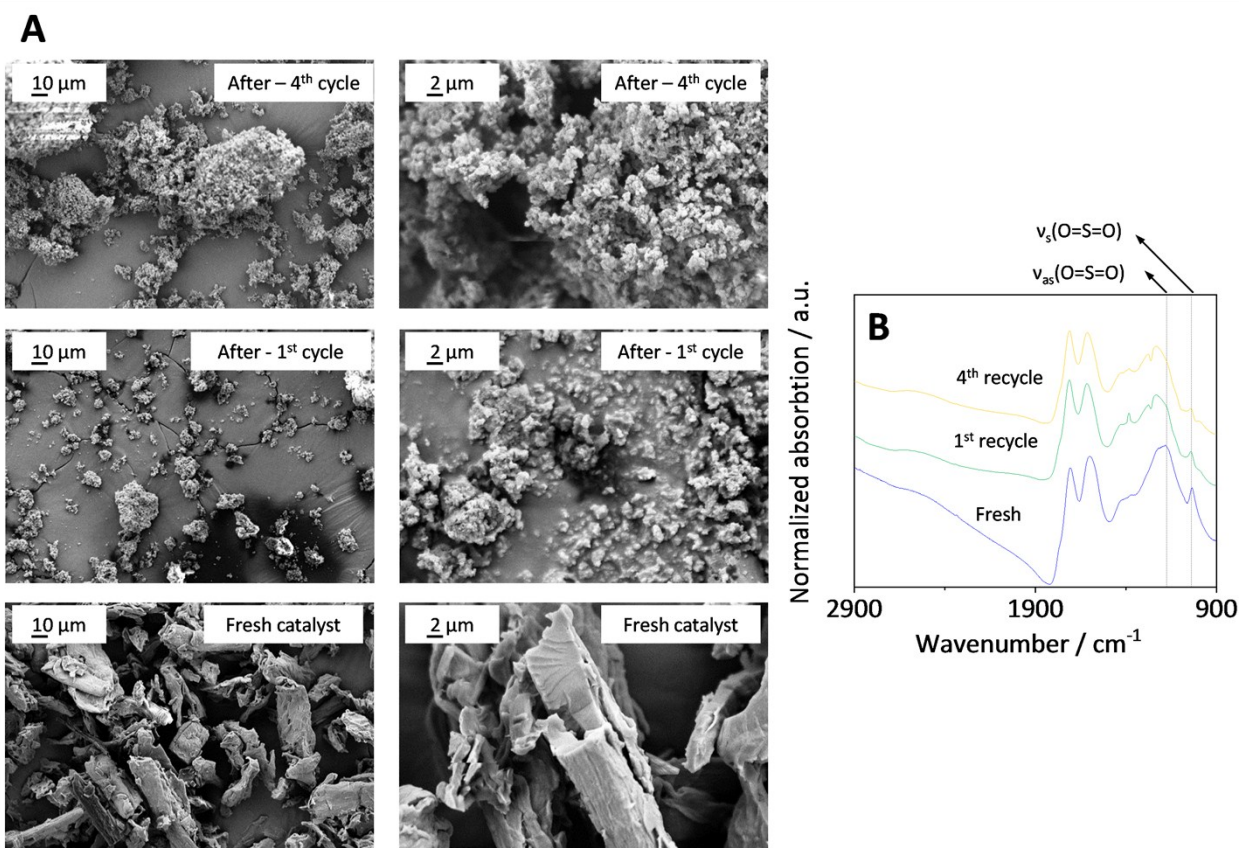 A
10 µm
After – 4th cycle
2 µm
After – 4th cycle
10 µm
After - 1st cycle
2 µm
After - 1st cycle
10 µm
Fresh catalyst
2 µm
Fresh catalyst
νs(O=S=O)
νas(O=S=O)
B
4th recycle
1st recycle
Fresh
Normalized absorbtion / a.u.
2900
1900
900
Wavenumber / cm-1